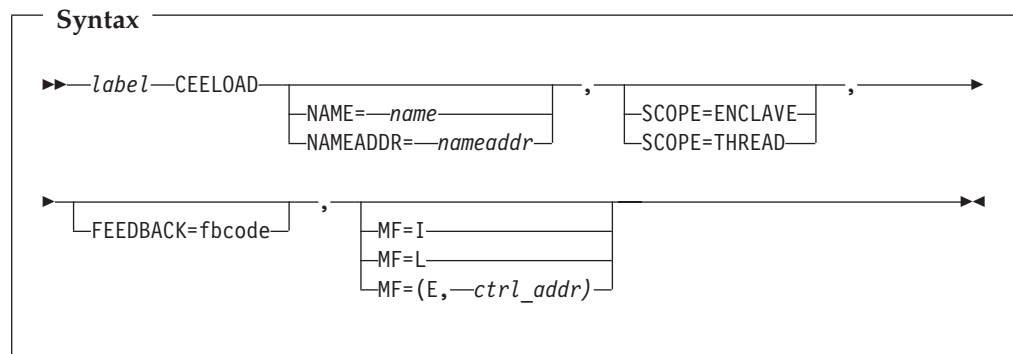 Syntax
label CEELOAD , ,
NAME= name SCOPE=ENCLAVE
NAMEADDR= nameaddr SCOPE=THREAD
,
FEEDBACK=fbcode MF=I
MF=L
MF=(E, ctrl_addr)